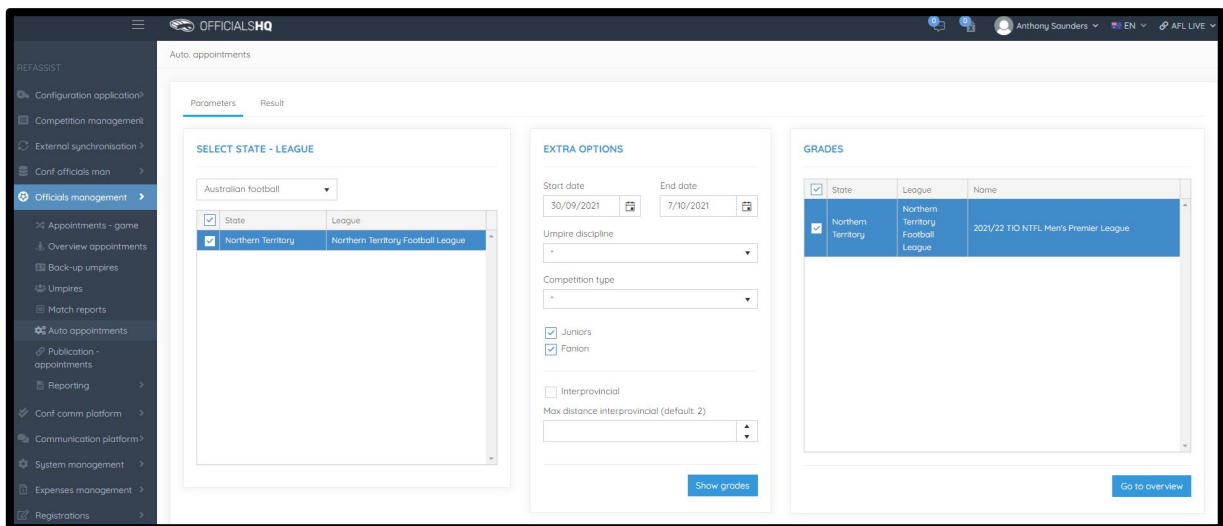 OFFICIALSHQ
0
0
Anthony Saunders
EN
AFL LIVE
REFASSIST
Configuration application
Competition management
External synchronisation
Conf officials man
Officials management
Appointments - game
Overview appointments
Back-up umpires
Umpires
Match reports
Auto appointments
Publication -
appointments
Reporting
Conf comm platform
Communication platform
System management
Expenses management
Registrations
Auto. appointments
Parameters
Result
SELECT STATE - LEAGUE
Australian football
State
League
Northern Territory
Northern Territory Football League
EXTRA OPTIONS
Start date
End date
30/09/2021
7/10/2021
Umpire discipline
*
Competition type
*
Juniors
Fanion
Interprovincial
Max distance interprovincial (default: 2)
Show grades
GRADES
State
League
Name
Northern
Territory
Northern
Territory
Football
League
2021/22 TIO NTFL Men's Premier League
Go to overview